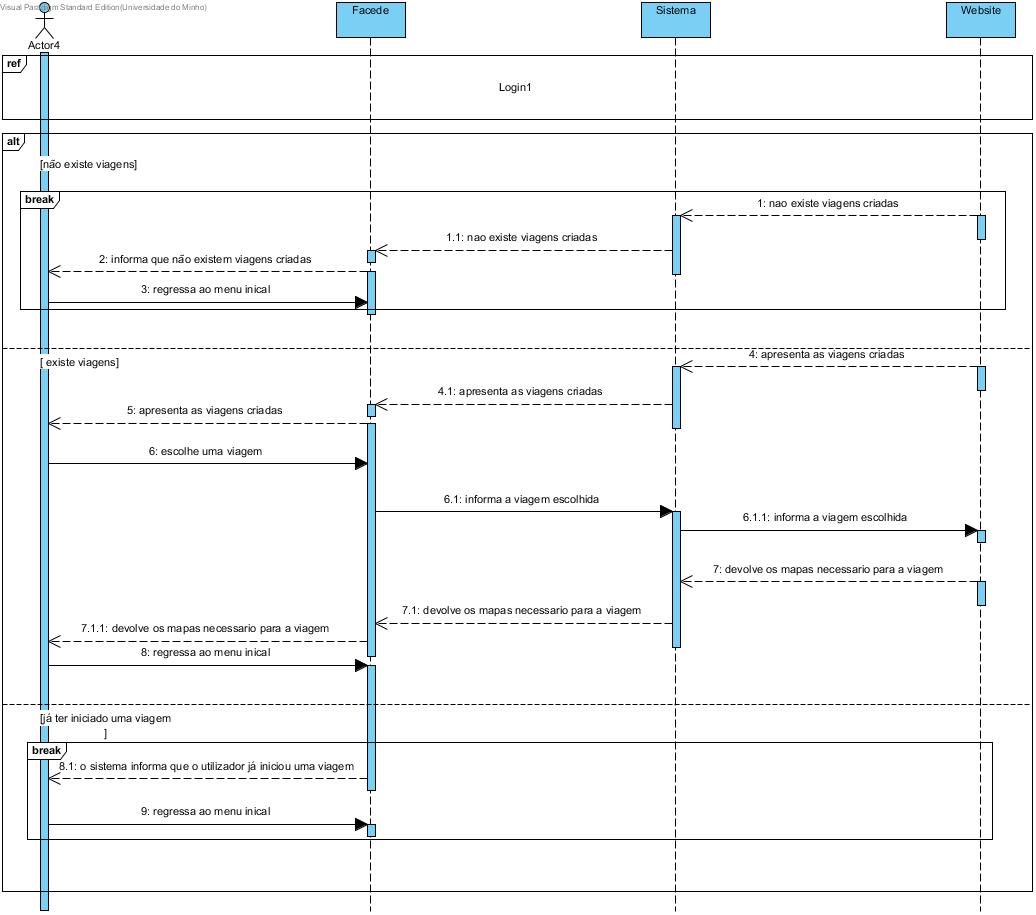 Visual Paradigm Standard Edition(Universidade do Minho)
Facede
Sistema
Website
Actor4
ref
Login1
alt
[não existe viagens]
break
1: nao existe viagens criadas
1.1: nao existe viagens criadas
2: informa que não existem viagens criadas
3: regressa ao menu inical
[ existe viagens]
4: apresenta as viagens criadas
4.1: apresenta as viagens criadas
5: apresenta as viagens criadas
6: escolhe uma viagem
6.1: informa a viagem escolhida
6.1.1: informa a viagem escolhida
7: devolve os mapas necessario para a viagem
7.1: devolve os mapas necessario para a viagem
7.1.1: devolve os mapas necessario para a viagem
8: regressa ao menu inical
[já ter iniciado uma viagem
]
break
8.1: o sistema informa que o utilizador já iniciou uma viagem
9: regressa ao menu inical